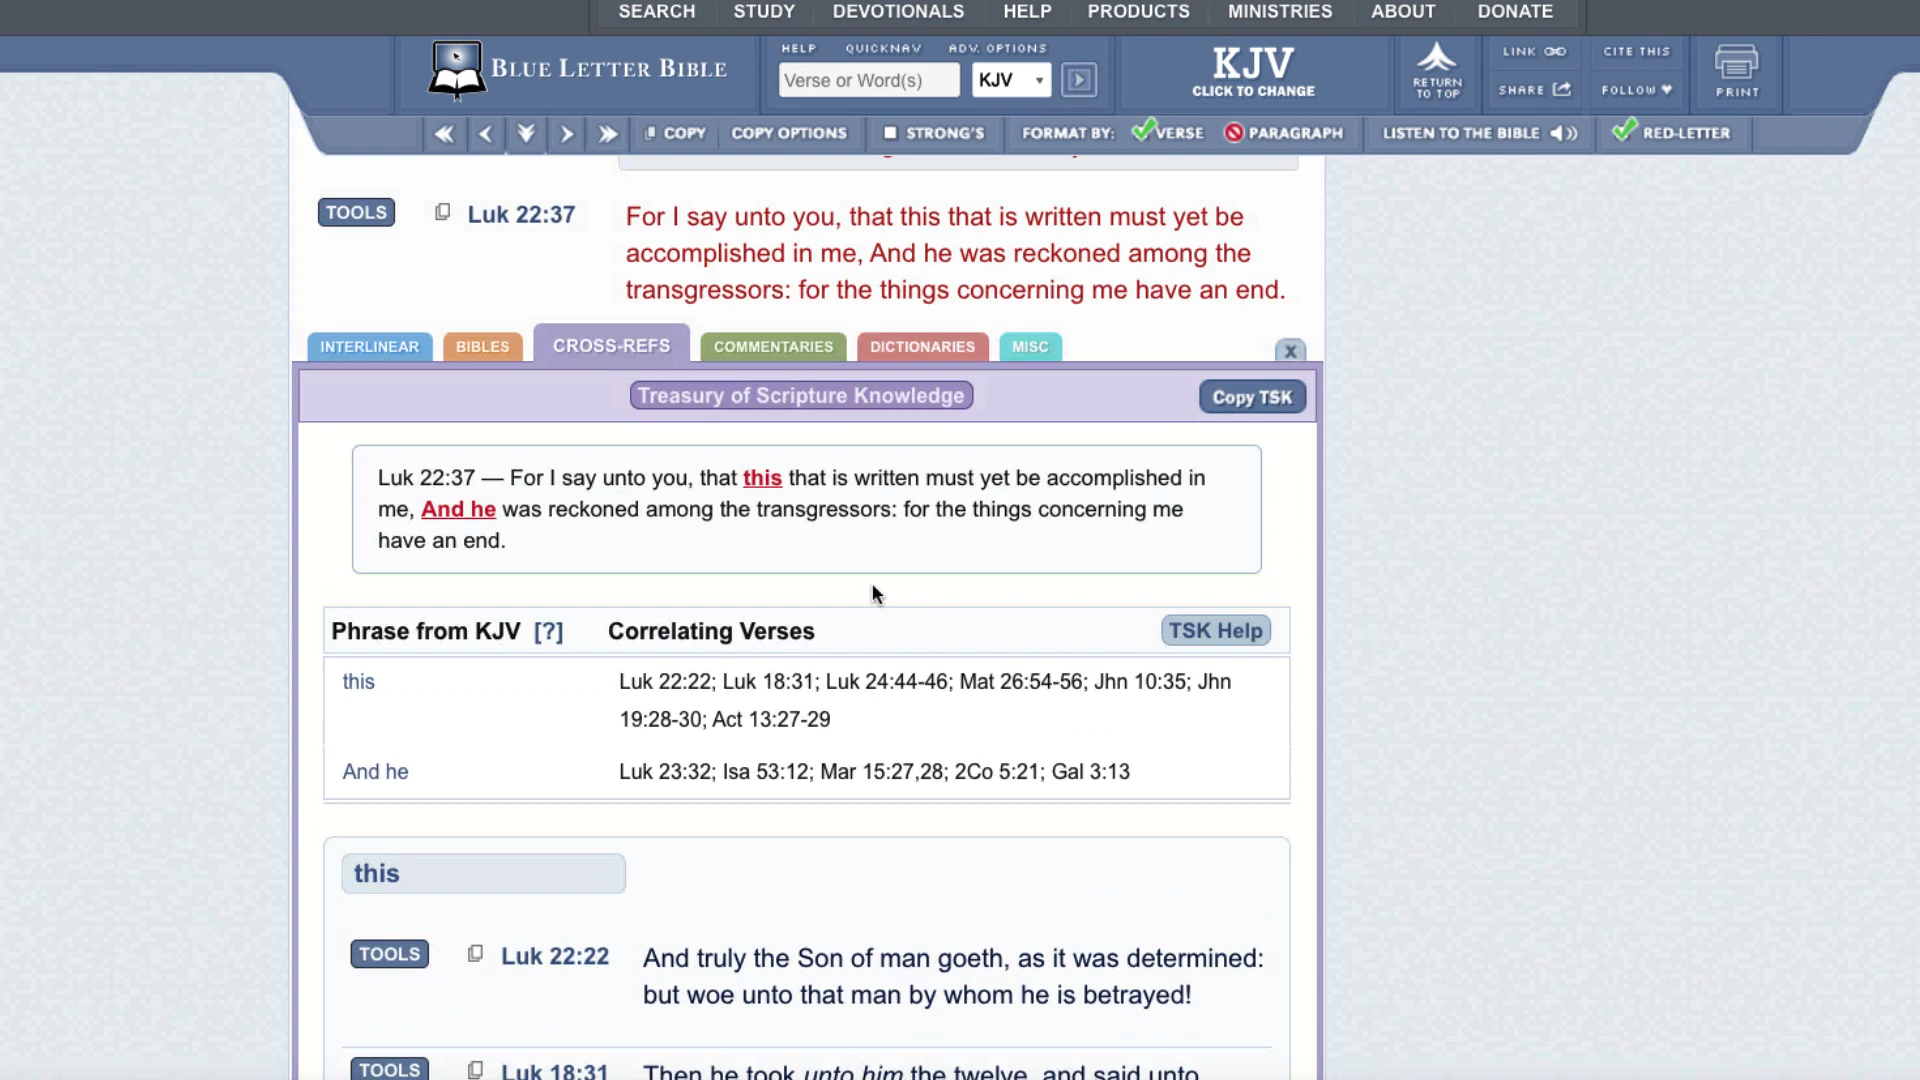 SEARCH STUDY DEVOTIONALS HELP PRODUCTS MINISTRIES ABOUT DONATE
BLUE LETTER BIBLE
HELP QUICKNAV ADV. OPTIONS
Verse or Word(s) KJV
KJV
CLICK TO CHANGE
RETURN
TO TOP
LINK
SHARE
CITE THIS
FOLLOW
PRINT
COPY COPY OPTIONS STRONG'S FORMAT BY: VERSE PARAGRAPH LISTEN TO THE BIBLE RED-LETTER
TOOLS Luk 22:37 For I say unto you, that this that is written must yet be
accomplished in me, And he was reckoned among the
transgressors: for the things concerning me have an end.
INTERLINEAR BIBLES CROSS-REFS COMMENTARIES DICTIONARIES MISC X
Treasury of Scripture Knowledge Copy TSK
Luk 22:37 — For I say unto you, that this that is written must yet be accomplished in
me, And he was reckoned among the transgressors: for the things concerning me
have an end.
Phrase from KJV [?] Correlating Verses TSK Help
this Luk 22:22; Luk 18:31; Luk 24:44-46; Mat 26:54-56; Jhn 10:35; Jhn
19:28-30; Act 13:27-29
And he Luk 23:32; Isa 53:12; Mar 15:27,28; 2Co 5:21; Gal 3:13
this
TOOLS Luk 22:22 And truly the Son of man goeth, as it was determined:
but woe unto that man by whom he is betrayed!
TOOLS Luk 18:31 Then he took unto him the twelve, and said unto